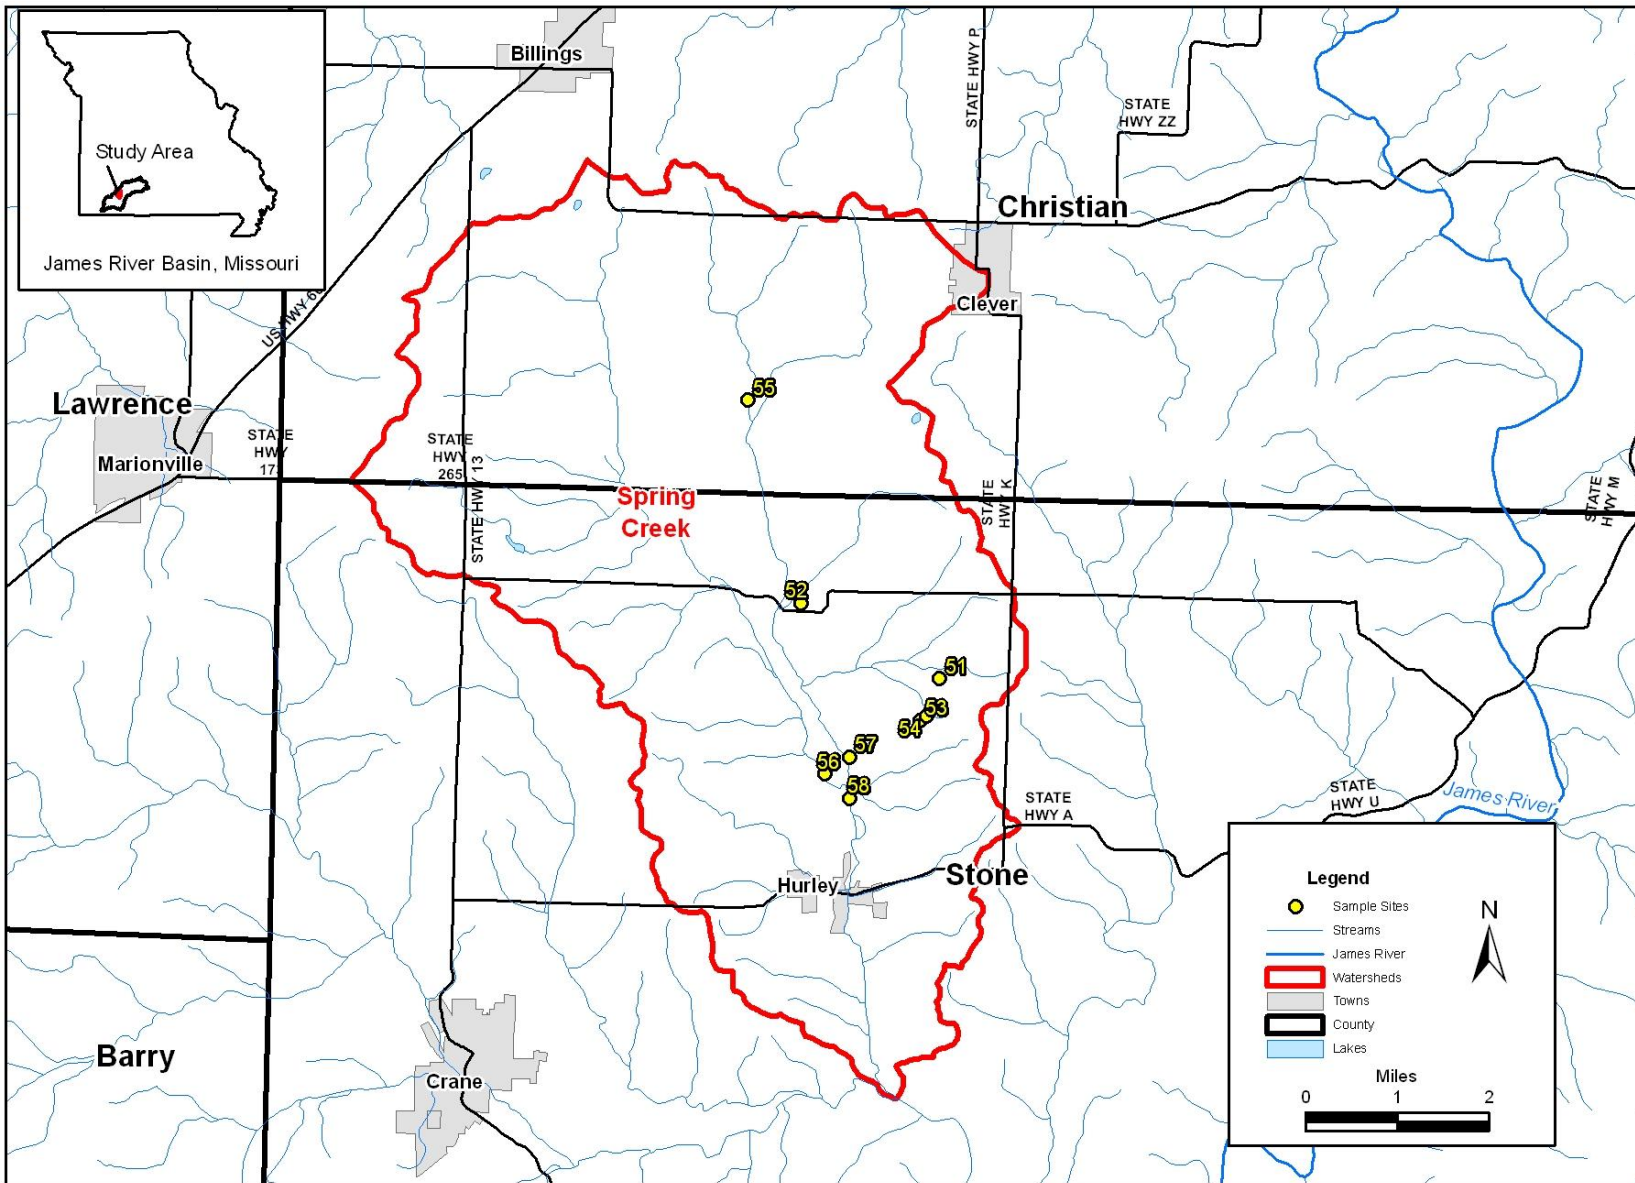 Study Area
James River Basin, Missouri
Billings
STATE HWY P
STATE
HWY ZZ
Christian
Clever
US HWY 60
Lawrence
Marionville
STATE
HWY
STATE
HWY
265
STATE HWY 13
55
Spring
Creek
STATE
HWY K
STATE
HWY M
52
51
53
54
57
56
58
STATE
HWY A
STATE
HWY U
James River
Hurley
Stone
Barry
Crane
Legend
Sample Sites
Streams
James River
Watersheds
Towns
County
Lakes
N
Miles
0 1 2